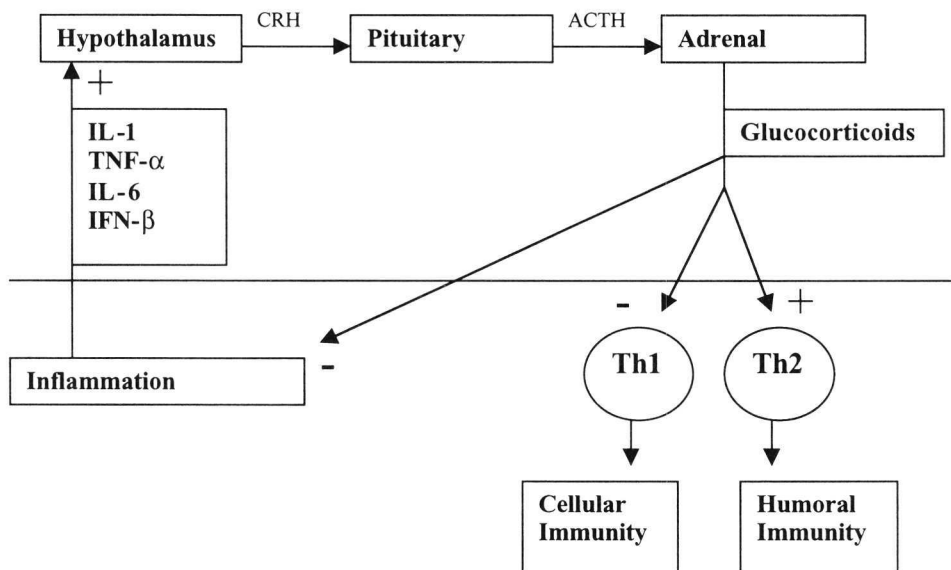 CRH
ACTH
Hypothalamus
Pituitary
Adrenal
+
IL-1
TNF-α
IL-6
IFN-β
Glucocorticoids
-
+
-
Inflammation
Th1
Th2
Cellular
Immunity
Humoral
Immunity